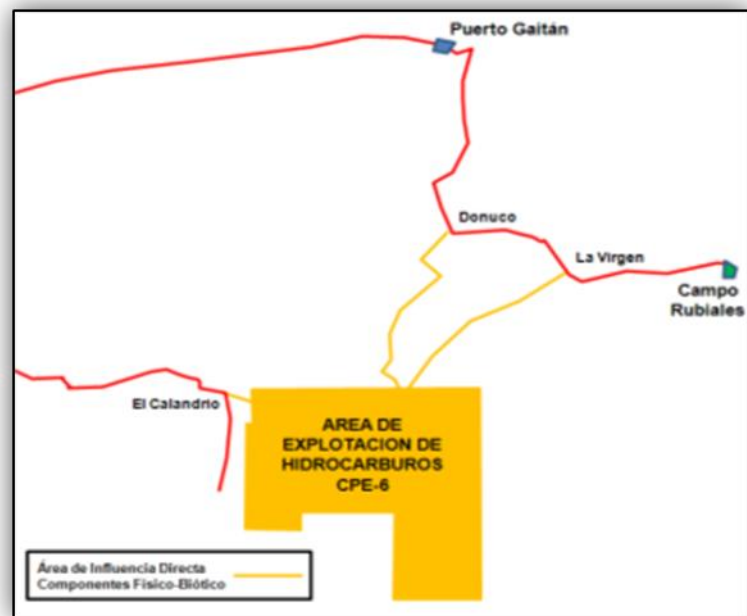 Puerto Gaitán
Donuco
La Virgen
Campo
Rubiales
El Calandrio
AREA DE
EXPLOTACION DE
HIDROCARBUROS
CPE-6
Área de Influencia Directa
Componentes Fisico-Biótico